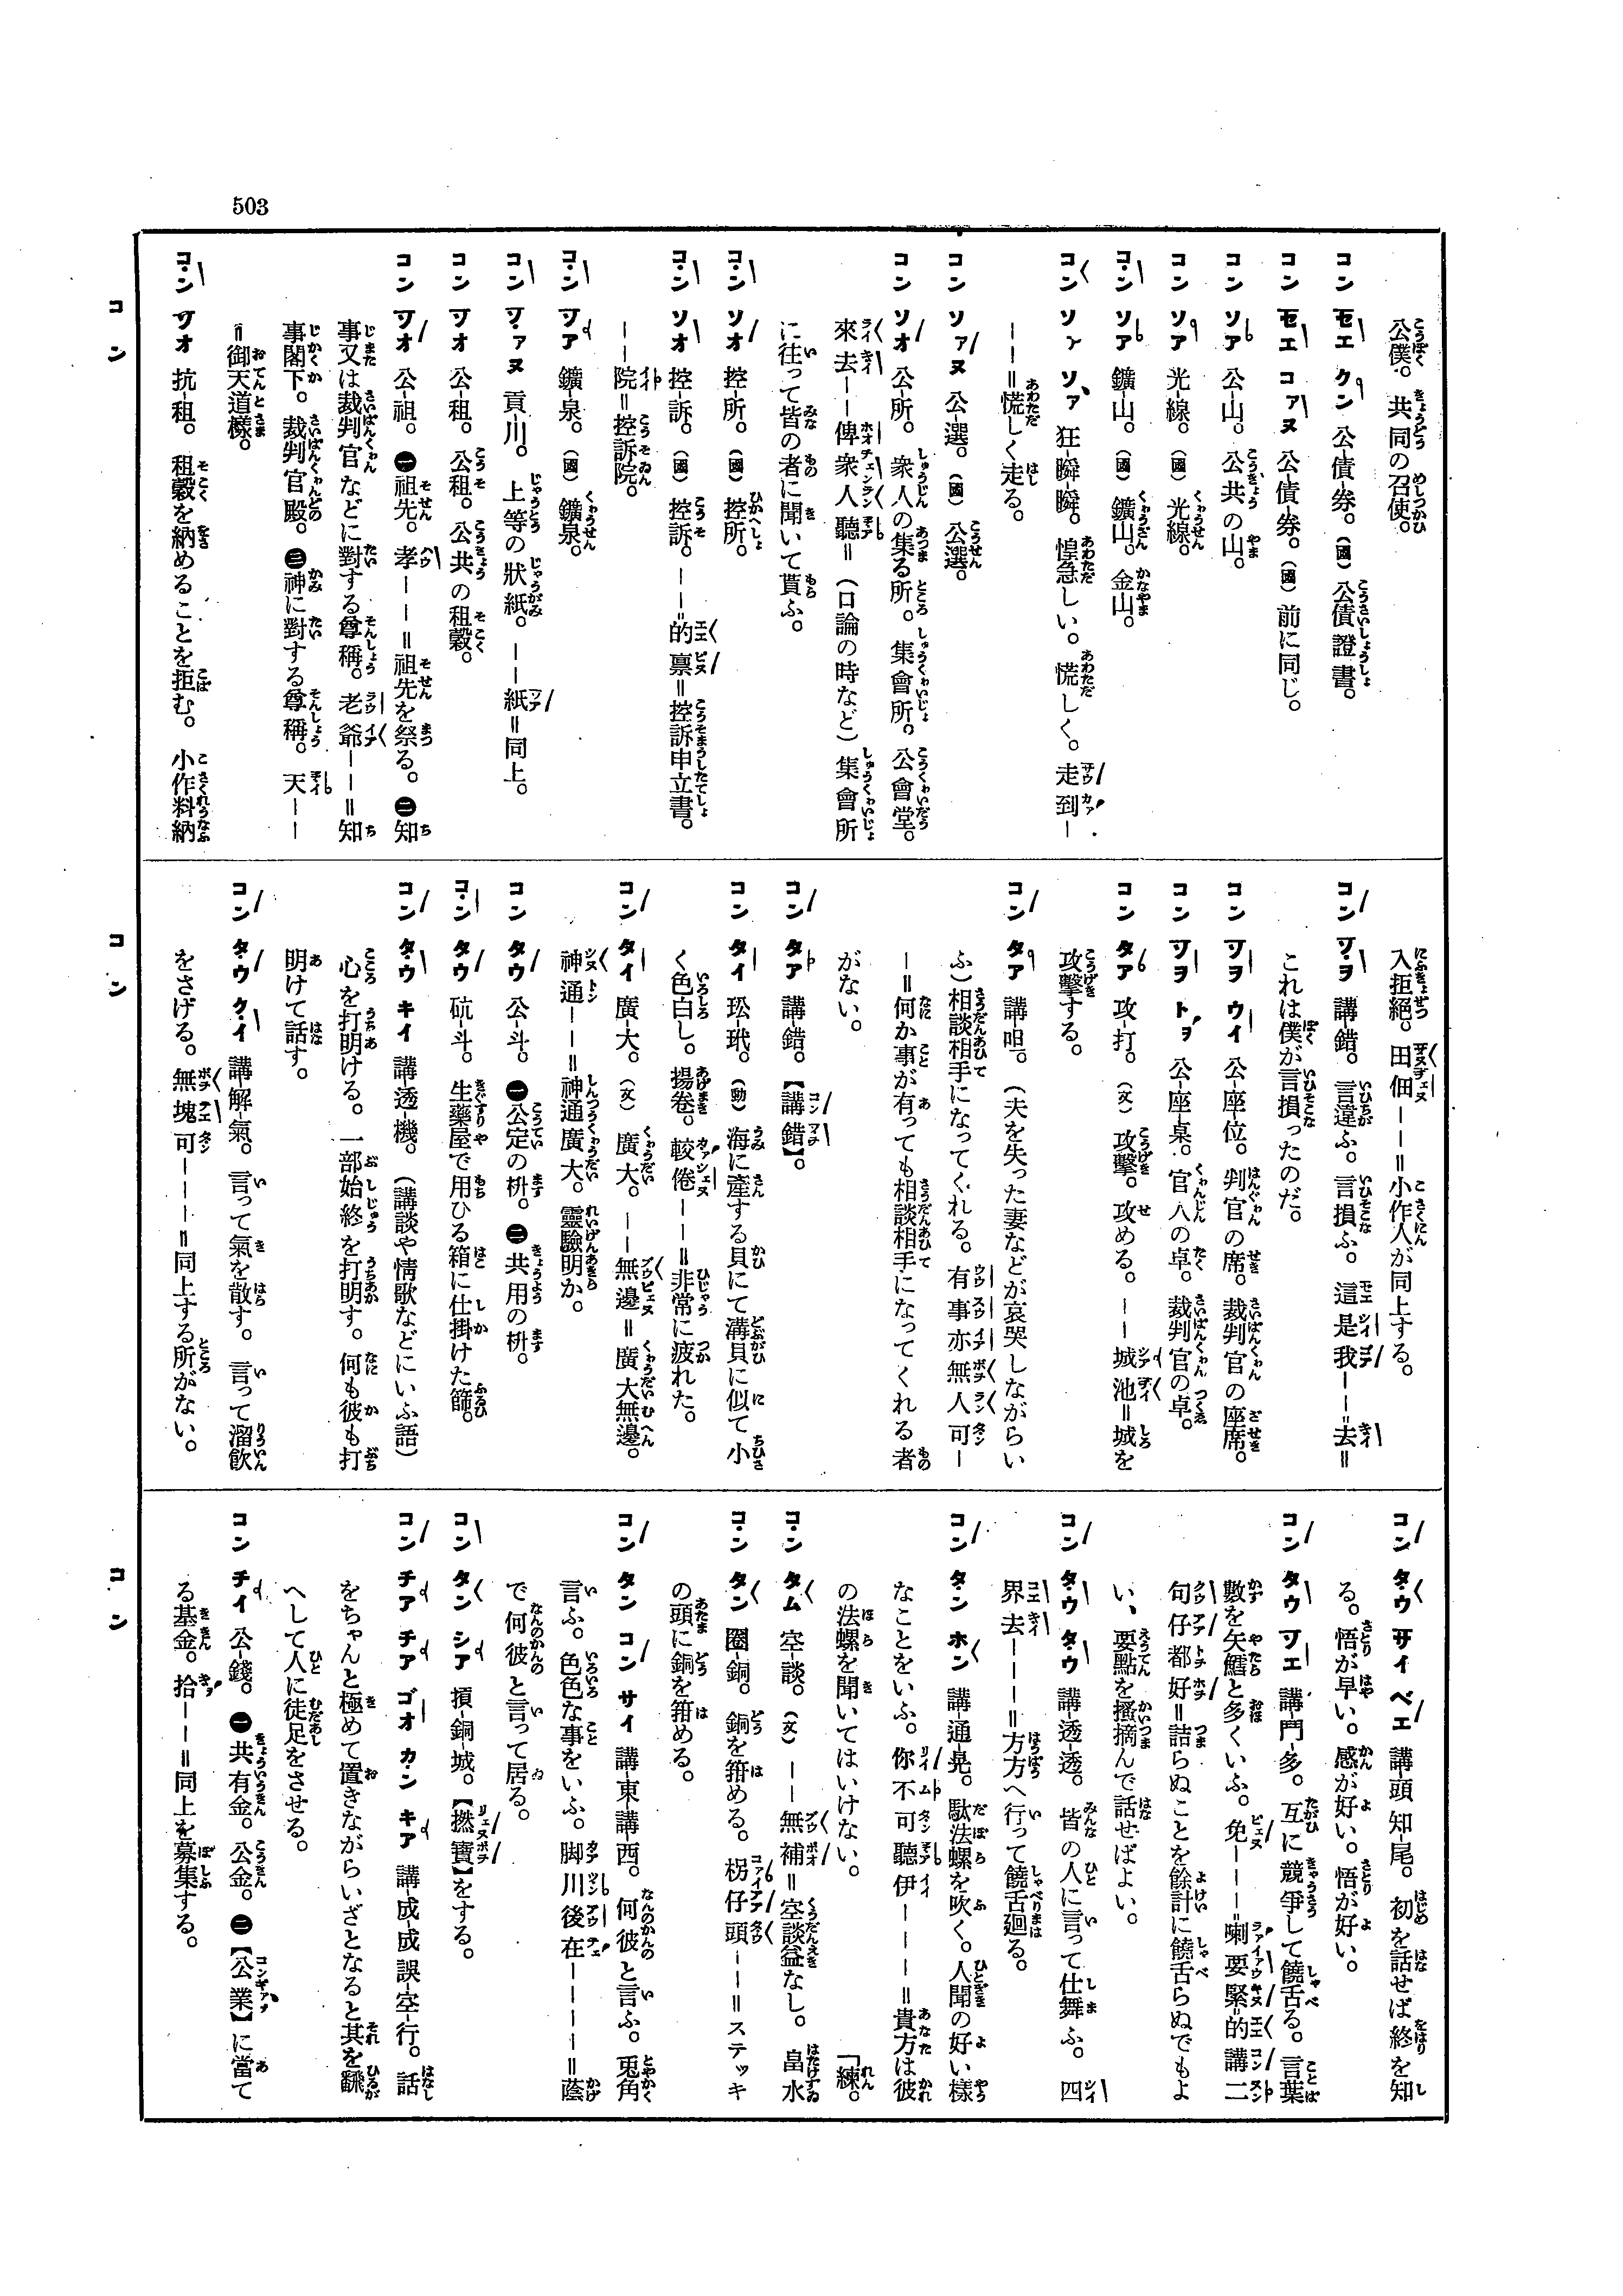 503
公僕。共同の召使。
コン セエ クン 公-債-券。(國)公債證書。
コン セエ コアヌ 公-債-券。(國)前に同じ。
コン ソア 公-山。公共の山。
コン ソア 光-線。(國)光線。
コン ソア 鑛-山。(國)鑛山。金山。
コン ソァ ソァ 狂-瞬-瞬。惶急しい。慌しく。走到-
--=慌しく走る。
コン ソアヌ 公-選。(國)公選。
コン ソオ 公-所。衆人の集る所。集會所。公會堂。
來去--俥衆人聽=(口論の時など)集會所
に往って皆の者に聞いて貰ふ。
コン ソオ 控-所。(國)控所。
コン ソオ 控-訴。(國)控訴。--=的稟=控訴申立書。
--院=控訴院。
コン ツア 鑛-泉。(國)鑛泉。
コン ツアヌ 貢-川。上等の狀紙。--紙=同上。
コン ツオ 公-租。公租。公共の租穀。
コン ツオ 公-祖。㊀祖先。孝--=祖先を祭る。㊁知
事又は裁判官などに對する尊稱。老爺--=知
事閣下。裁判官殿。㊂神に對する尊稱。天--
=御天道樣。
コン ツオ 抗-租。租穀を納めることを拒む。小作料納
コン
入拒絕。田佃--=小作人が同上する。
コン ツヲ 講-錯。言違ふ。言損ふ。這是我--=去=
これは僕が言損ったのだ。
コン ツヲ ウイ 公-座-位。判官の席。裁判官の座席。
コン ツヲ トヲ 公-座-桌。官人の卓。裁判官の卓。
コン タア 攻-打。(文)攻擊。攻める。--城池=城を
攻擊する。
コン タア 講-呾。(夫を失った妻などが哀哭しながらい
ふ)相談相手になってくれる。有事亦無人可-
-=何か事が有っても相談相手になってくれる者
がない。
コン タア 講-錯。【講錯】。
コン タイ 玜-玳。(動)海に產する貝にて溝貝に似て小
く色白し。揚卷。較倦--=非常に疲れた。
コン タイ 廣-大。(文)廣大。--無邊=廣大無邊。
神通--=神通廣大。靈驗明か。
コン タウ 公-斗。㊀公定の枡。㊁共用の枡。
コン タウ 砊-斗。生藥屋で用ひる箱に仕掛けた篩。
コン タウ キイ 講-透-機。(講談や情歌などにいふ語)
心を打明ける。一部始終を打明す。何も彼も打
明けて話す。
コン タウ クイ 講-解-氣。言って氣を散す。言って溜飮
をさげる。無塊可---=同上する所がない。
コン
コン タウ サイ ベエ 講-頭 知-尾。初を話せば終を知
る。悟が早い。感が好い。悟が好い。
コン タウ ツエ 講-鬥-多。互に競爭して饒舌る。言葉
數を矢鱈と多くいふ。免---=喇要緊=的講二
句仔都好=詰らぬことを餘計に饒舌らぬでもよ
い、要點を搔摘んで話せばよい。
コン タウ タウ 講-透-透。皆の人に言って仕舞ふ。四
界去---=方方へ行って饒舌廻る。
コン タン ホン 講-通-晃。駄法螺を吹く。人聞の好い樣
なことをいふ。你不可聽伊---=貴方は彼
の法螺を聞いてはいけない。 「練。
コン タム 空-談。(文)--無補=空談益なし。畠水
コン タン 圈-銅。銅を箝める。枴仔頭--=ステッキ
の頭に銅を箝める。
コン タン コン サイ 講-東 講-西。何彼と言ふ。兎角
言ふ。色色な事をいふ。脚川後在----=蔭
で何彼と言って居る。
コン タン シア 摃-銅-城。【撚寶】をする。
コン チア チア ゴオ カン キア 講-成-成 誤-空-行。話
をちゃんと極めて置きながらいざとなると其を飜
へして人に徒足をさせる。
コン チイ 公-錢。㊀共有金。公金。㊁【公業】に當て
る基金。拾--=同上を募集する。
コン